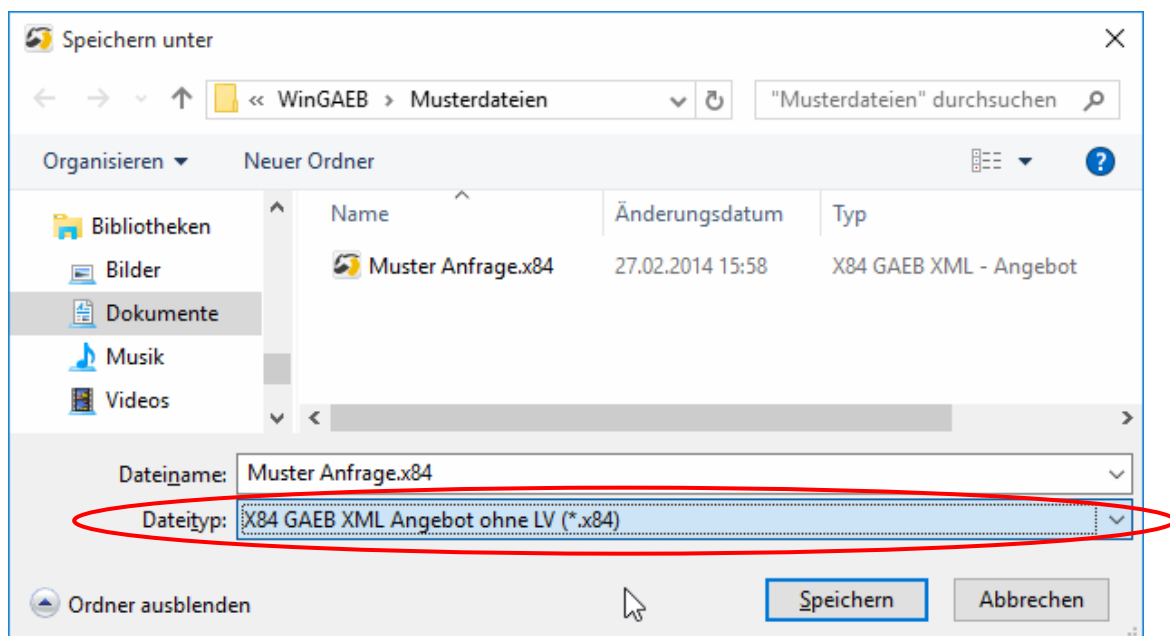 Speichern unter
« WinGAEB > Musterdateien
"Musterdateien" durchsuchen
Organisieren Neuer Ordner
?
Bibliotheken
Bilder
Dokumente
Musik
Videos
Name Änderungsdatum Typ
Muster Anfrage.x84 27.02.2014 15:58 X84 GAEB XML - Angebot
Dateiname: Muster Anfrage.x84
Dateityp: X84 GAEB XML Angebot ohne LV (*.x84)
Ordner ausblenden
Speichern Abbrechen